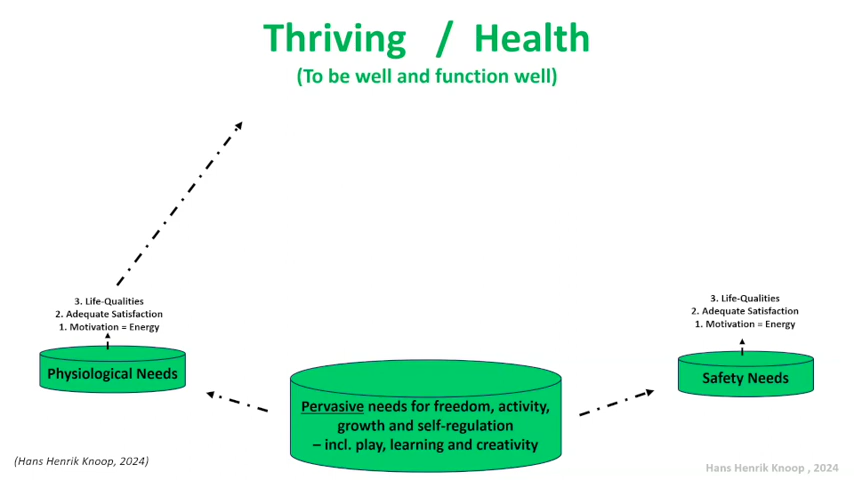 Thriving / Health
(To be well and function well)
3. Life-Qualities
2. Adequate Satisfaction
1. Motivation = Energy
Physiological Needs
3. Life-Qualities
2. Adequate Satisfaction
1. Motivation = Energy
Safety Needs
Pervasive needs for freedom, activity,
growth and self-regulation
– incl. play, learning and creativity
(Hans Henrik Knoop, 2024)
Hans Henrik Knoop , 2024